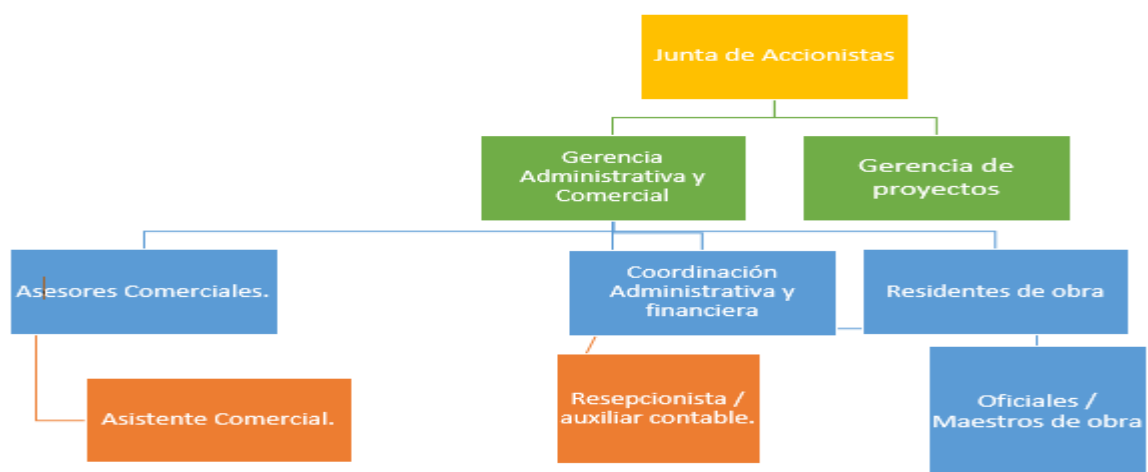 Junta de Accionistas
Gerencia
Administrativa y
Comercial
Gerencia de
proyectos
Asesores Comerciales.
Coordinación
Administrativa y
financiera
Residentes de obra
Asistente Comercial.
Resepcionista /
auxiliar contable.
Oficiales /
Maestros de obra